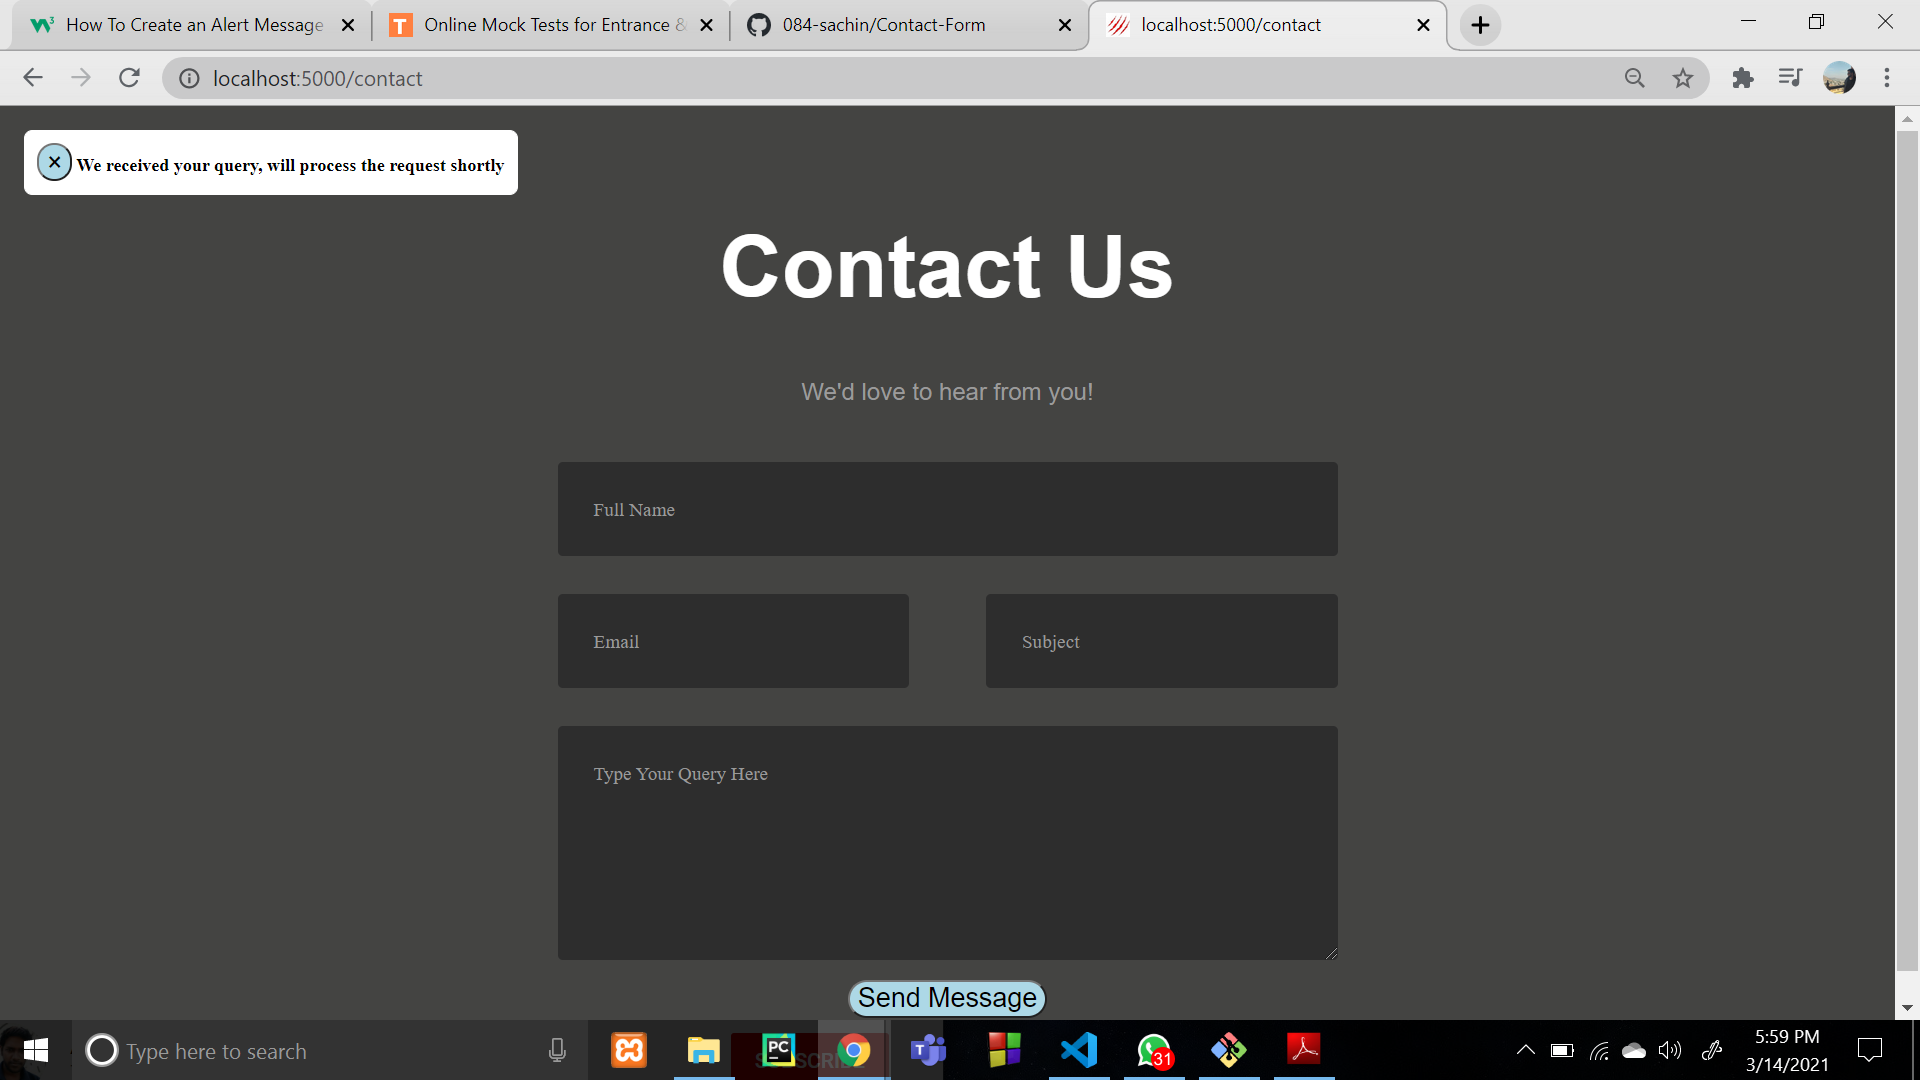 How To Create an Alert Message
Online Mock Tests for Entrance &
084-sachin/Contact-Form
localhost:5000/contact
localhost:5000/contact
× We received your query, will process the request shortly
Contact Us
We'd love to hear from you!
Full Name
Email
Subject
Type Your Query Here
Send Message
Type here to search
PC
31
5:59 PM
3/14/2021